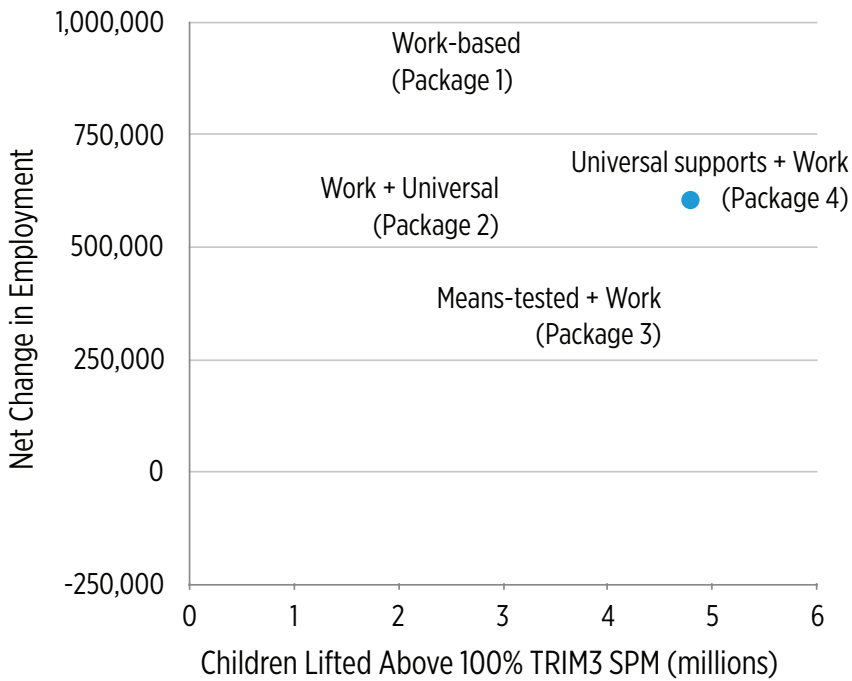 1,000,000
Work-based
(Package 1)
750,000
Universal supports + Work
(Package 4)
Work + Universal
(Package 2)
500,000
Means-tested + Work
(Package 3)
250,000
0
-250,000
Net Change in Employment
0 1 2 3 4 5 6
Children Lifted Above 100% TRIM3 SPM (millions)